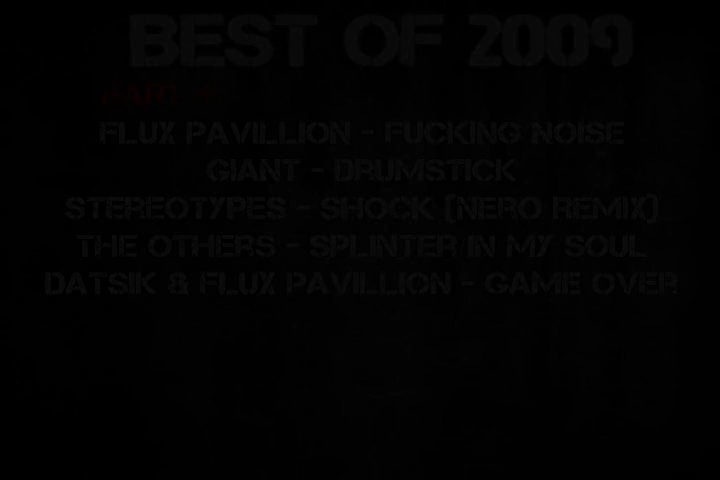 BEST OF 2009
PART
FLUX PAVILLION - FUCKING NOISE
GIANT - DRUMSTICK
STEREOTYPES - SHOCK (NERO REMIX)
THE OTHERS - SPLINTER IN MY SOUL
DATSIK & FLUX PAVILLION - GAME OVER